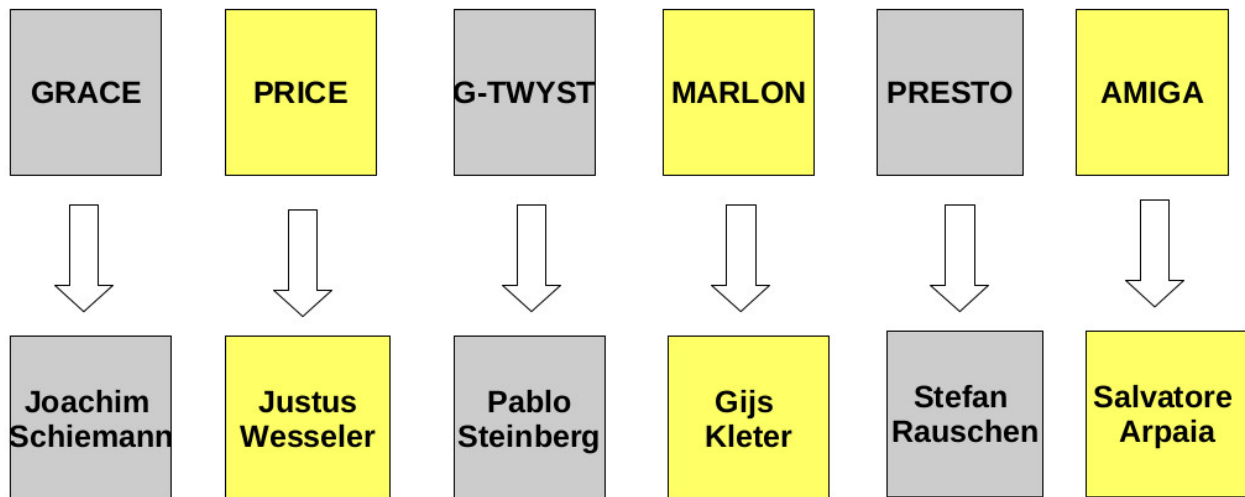 GRACE
PRICE
G-TWYST
MARLON
PRESTO
AMIGA
Joachim
Schiemann
Justus
Wesseler
Pablo
Steinberg
Gijs
Kleter
Stefan
Rauschen
Salvatore
Arpaia